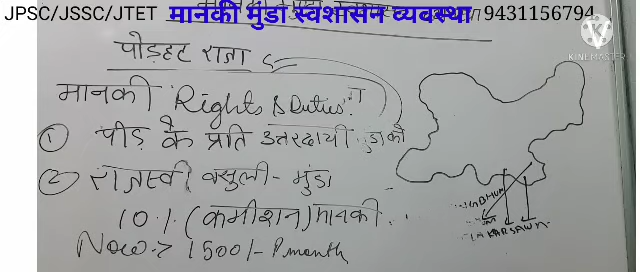 JPSC/JSSC/JTET मानकी मुंडा स्वशासन व्यवस्था 9431156794
पोड़हट राजा
KINEMASTER
मानकी Rights & Duties:
① पीड़ के प्रति उत्तरदायी
② राजस्वी वसुली - मुंडा
10% (कमीशन) मानकी
Now → 1500/- P month